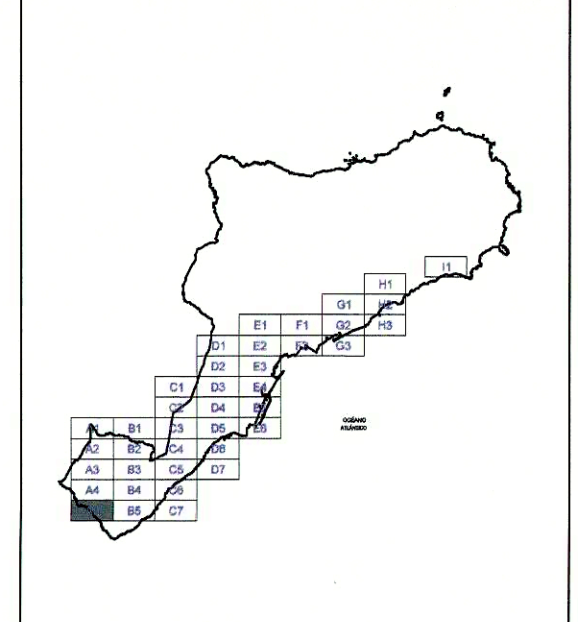 I1
H1
G1 H2
E1 F1 G2 H3
D1 E2 F2 G3
D2 E3
C1 D3 E4
C2 D4 E5
OCÉANO
ATLÁNTICO
A1 B1 C3 D5 E6
A2 B2 C4 D6
A3 B3 C5 D7
A4 B4 C6
B5 C7